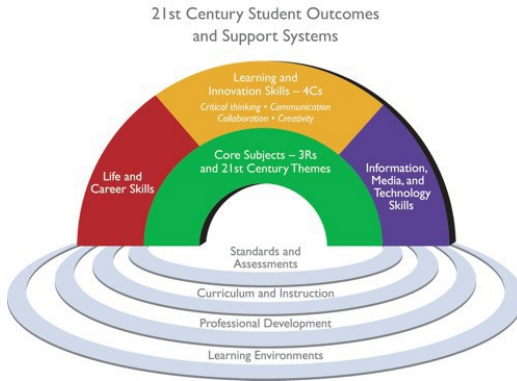 21st Century Student Outcomes
and Support Systems
Learning and
Innovation Skills – 4Cs
Critical thinking • Communication
Collaboration • Creativity
Core Subjects – 3Rs
and 21st Century Themes
Life and
Career Skills
Information,
Media, and
Technology
Skills
Standards and
Assessments
Curriculum and Instruction
Professional Development
Learning Environments